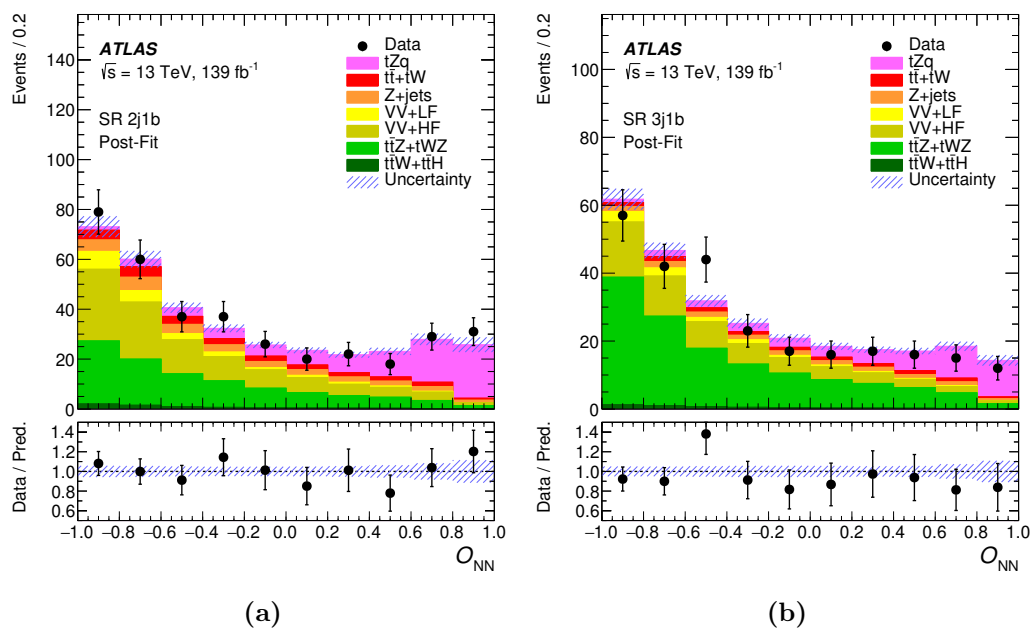 Events / 0.2
140
120
100
80
60
40
20
0
ATLAS
√s = 13 TeV, 139 fb⁻¹
SR 2j1b
Post-Fit
Data
tZq
tt̄+tW
Z+jets
VV+LF
VV+HF
tt̄Z+tWZ
tt̄W+tt̄H
Uncertainty
Data / Pred.
1.4
1.2
1.0
0.8
0.6
−1.0 −0.8 −0.6 −0.4 −0.2 0.0 0.2 0.4 0.6 0.8 1.0
O_NN
(a)
Events / 0.2
100
80
60
40
20
0
ATLAS
√s = 13 TeV, 139 fb⁻¹
SR 3j1b
Post-Fit
Data
tZq
tt̄+tW
Z+jets
VV+LF
VV+HF
tt̄Z+tWZ
tt̄W+tt̄H
Uncertainty
Data / Pred.
1.4
1.2
1.0
0.8
0.6
−1.0 −0.8 −0.6 −0.4 −0.2 0.0 0.2 0.4 0.6 0.8 1.0
O_NN
(b)